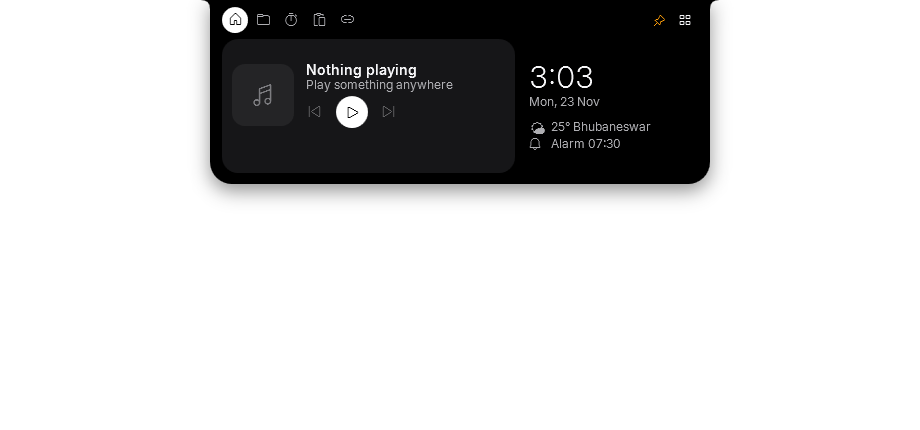 Nothing playing
Play something anywhere
3:03
Mon, 23 Nov
25° Bhubaneswar
Alarm 07:30